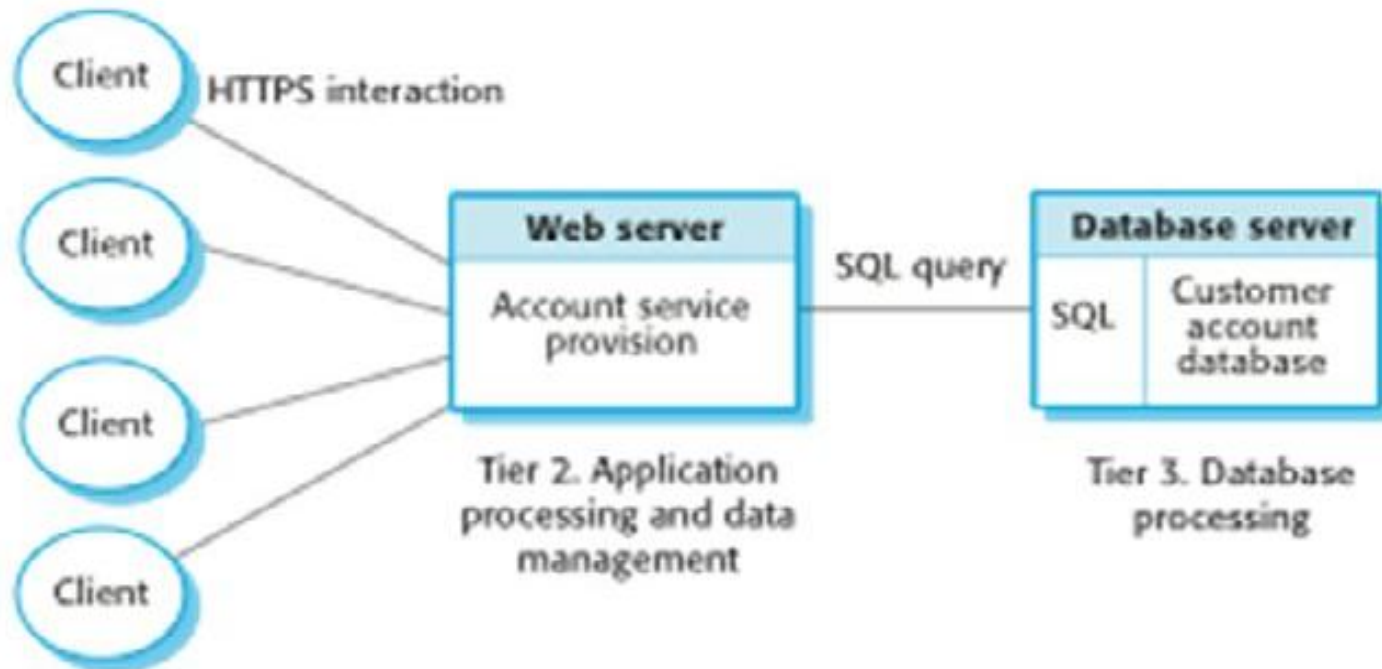 Client
HTTPS interaction
Client
Client
Client
Web server
Account service
provision
Tier 2. Application
processing and data
management
SQL query
Database server
SQL
Customer
account
database
Tier 3. Database
processing